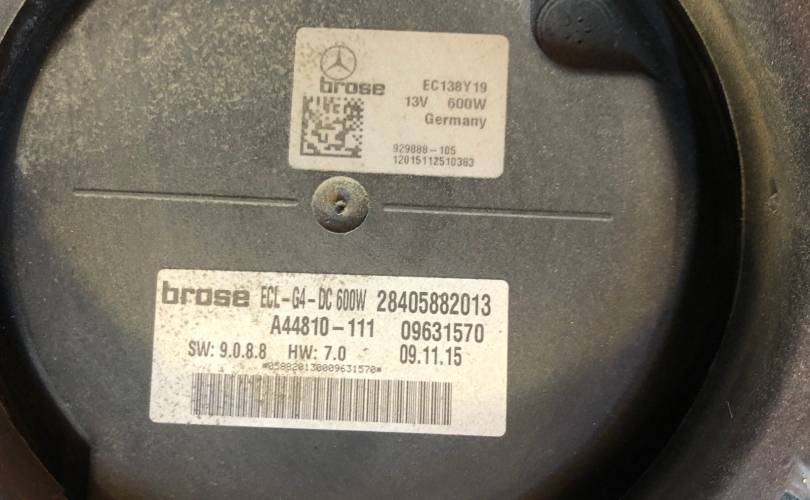 brose EC138Y19
13V 600W
Germany
929888-105
12015112510383
brose ECL-G4-DC 600W 28405882013
A44810-111 09631570
SW: 9.0.8.8 HW: 7.0 09.11.15
*058820130009631570*